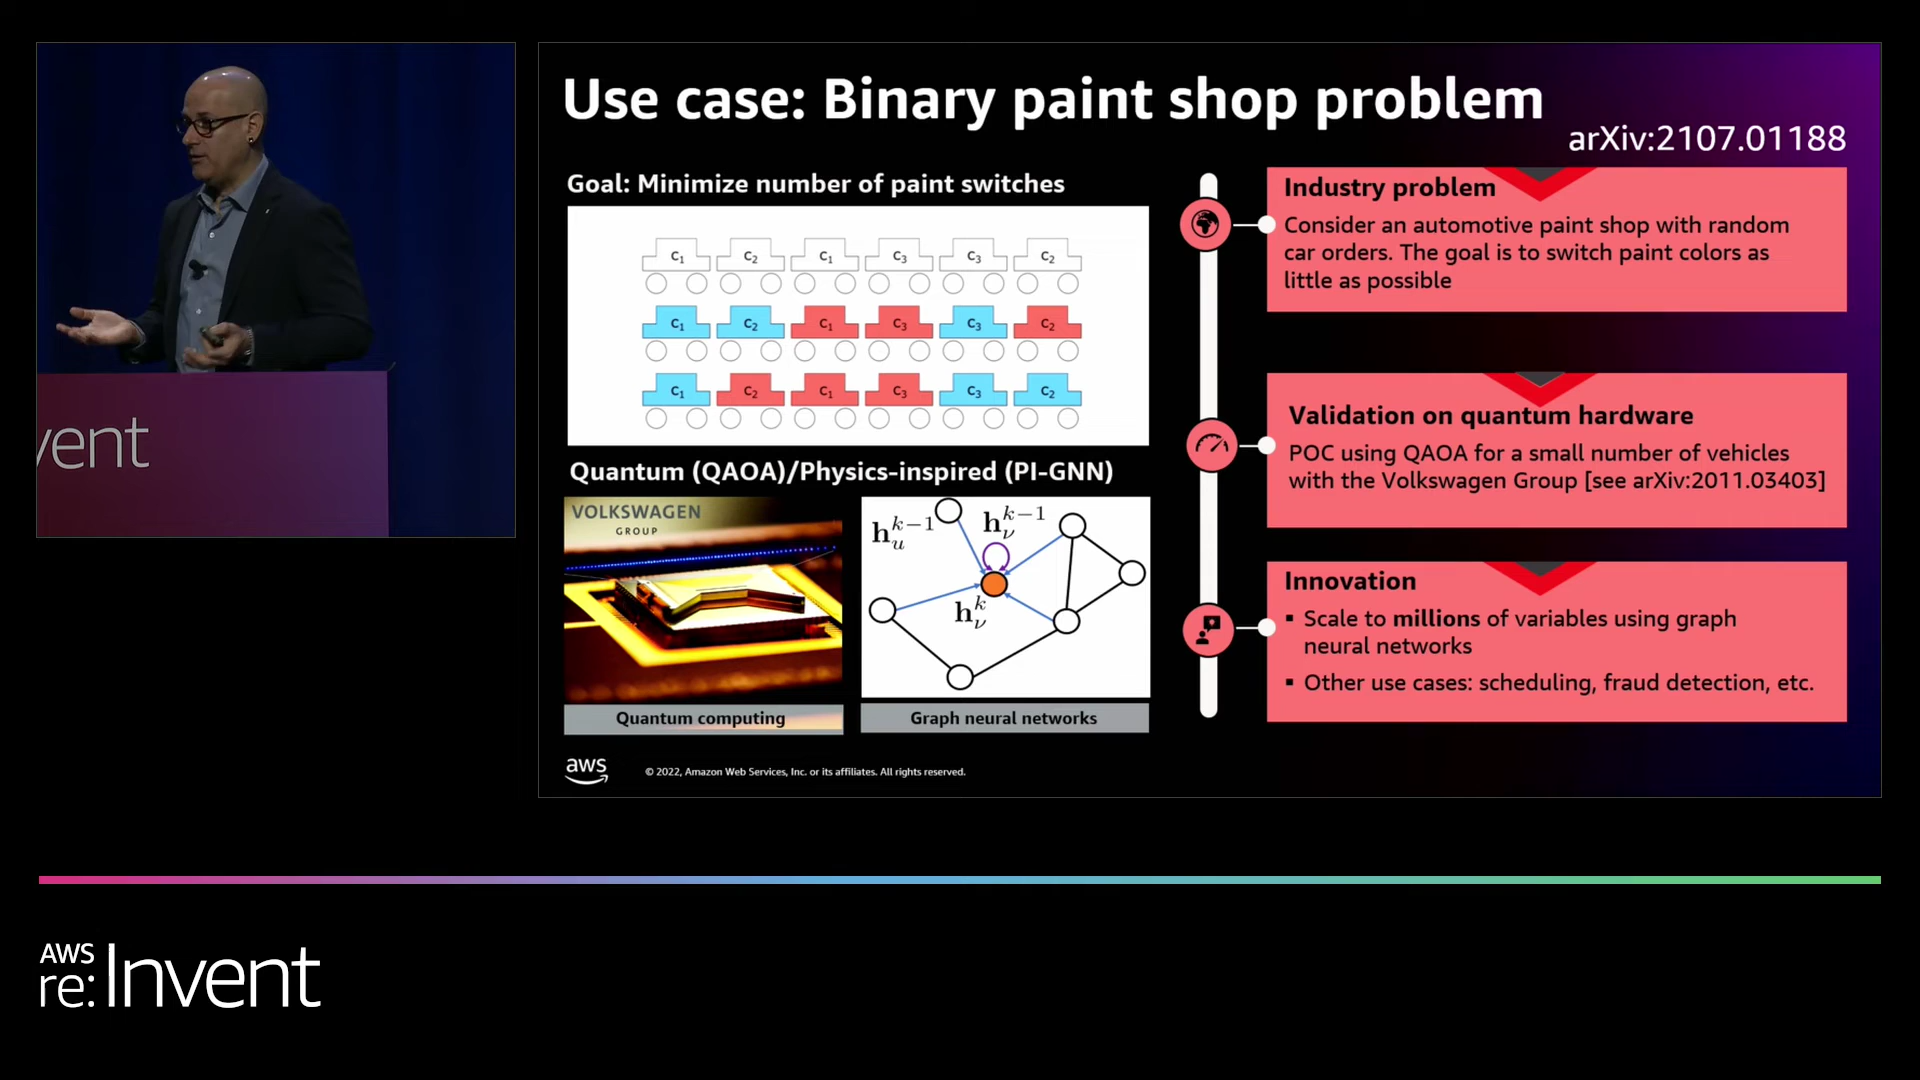 vent
Use case: Binary paint shop problem
arXiv:2107.01188
Goal: Minimize number of paint switches
C1 C2 C1 C3 C3 C2
C1 C2 C1 C3 C3 C2
C1 C2 C1 C3 C3 C2
Quantum (QAOA)/Physics-inspired (PI-GNN)
VOLKSWAGEN
GROUP
h_u^{k-1} h_ν^{k-1}
h_ν^k
Quantum computing
Graph neural networks
Industry problem
Consider an automotive paint shop with random
car orders. The goal is to switch paint colors as
little as possible
Validation on quantum hardware
POC using QAOA for a small number of vehicles
with the Volkswagen Group [see arXiv:2011.03403]
Innovation
▪ Scale to millions of variables using graph
neural networks
▪ Other use cases: scheduling, fraud detection, etc.
aws
© 2022, Amazon Web Services, Inc. or its affiliates. All rights reserved.
AWS
re:Invent